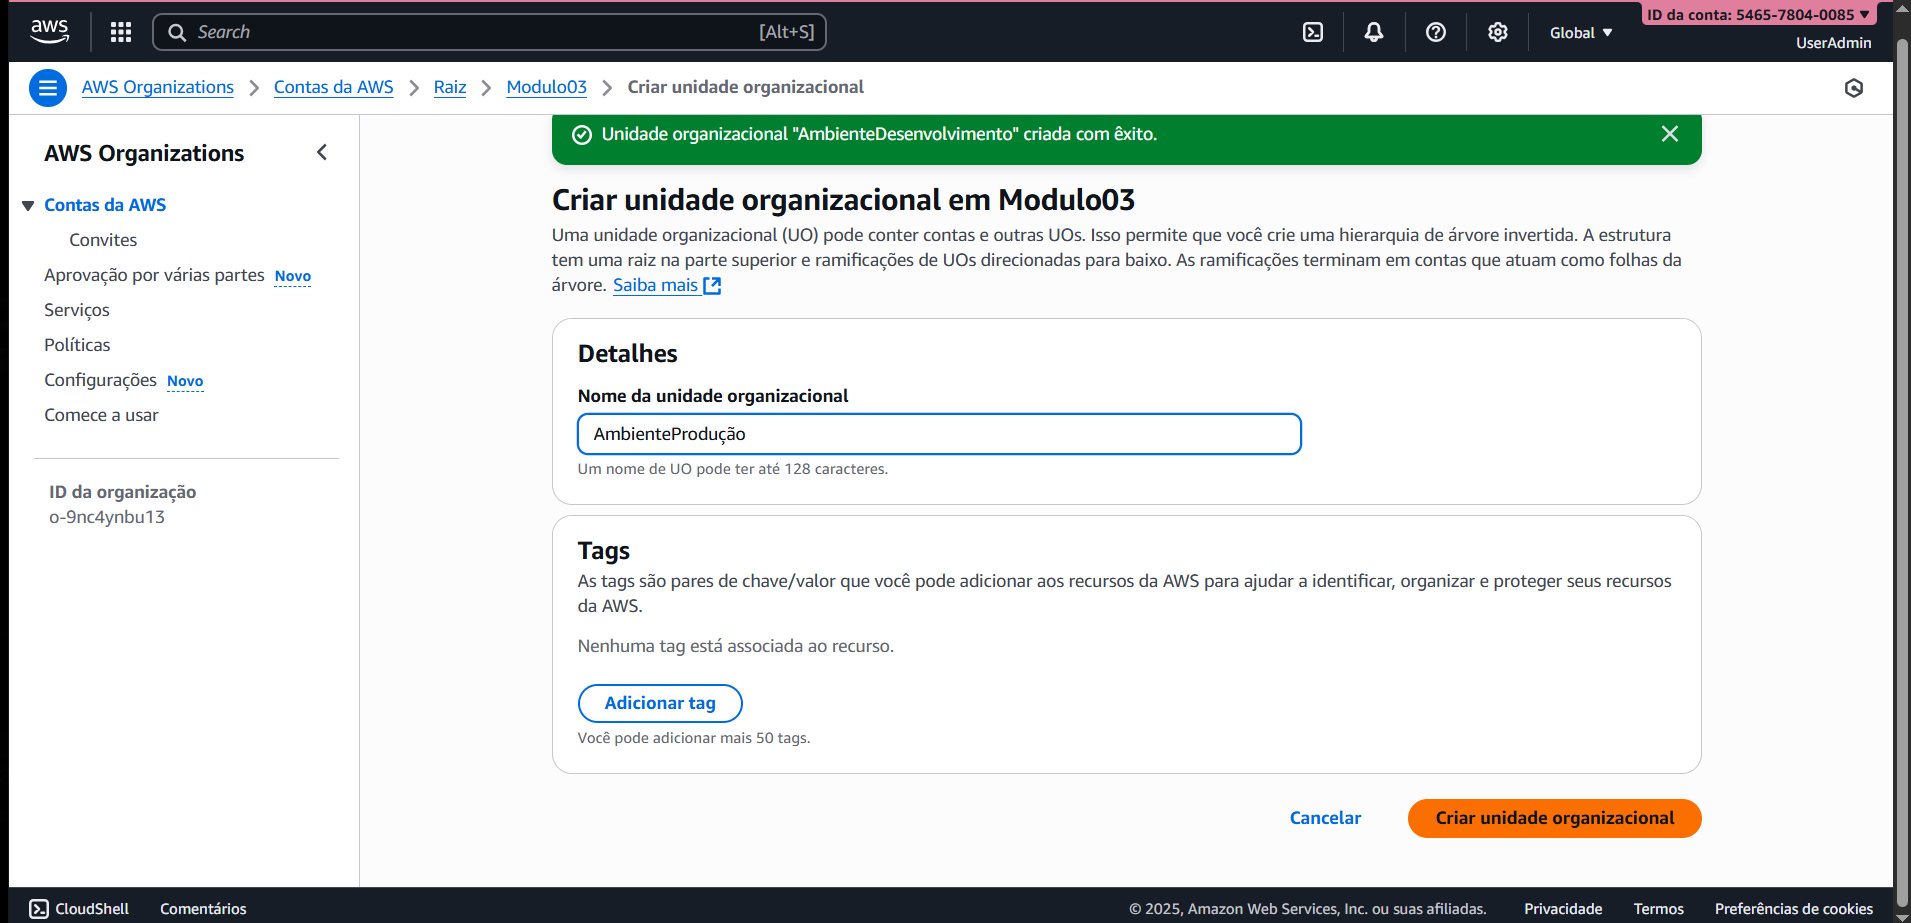 aws
Search
[Alt+S]
Global
ID da conta: 5465-7804-0085
UserAdmin
AWS Organizations
Contas da AWS
Raiz
Modulo03
Criar unidade organizacional
AWS Organizations
Contas da AWS
Convites
Aprovação por várias partes Novo
Serviços
Políticas
Configurações Novo
Comece a usar
ID da organização
o-9nc4ynbu13
Unidade organizacional "AmbienteDesenvolvimento" criada com êxito.
Criar unidade organizacional em Modulo03
Uma unidade organizacional (UO) pode conter contas e outras UOs. Isso permite que você crie uma hierarquia de árvore invertida. A estrutura
tem uma raiz na parte superior e ramificações de UOs direcionadas para baixo. As ramificações terminam em contas que atuam como folhas da
árvore. Saiba mais
Detalhes
Nome da unidade organizacional
AmbienteProdução
Um nome de UO pode ter até 128 caracteres.
Tags
As tags são pares de chave/valor que você pode adicionar aos recursos da AWS para ajudar a identificar, organizar e proteger seus recursos
da AWS.
Nenhuma tag está associada ao recurso.
Adicionar tag
Você pode adicionar mais 50 tags.
Cancelar
Criar unidade organizacional
CloudShell
Comentários
© 2025, Amazon Web Services, Inc. ou suas afiliadas.
Privacidade
Termos
Preferências de cookies